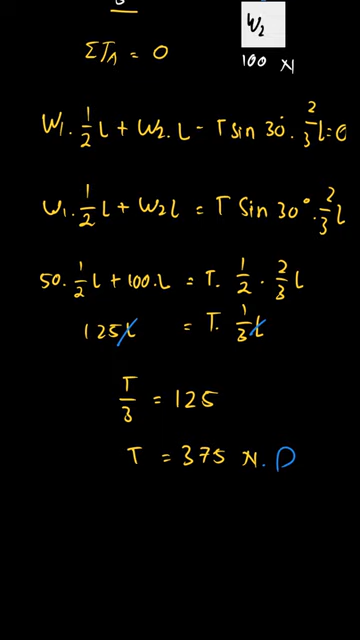 ΣTA = 0
W2
100 N
W1. 1/2 L + W2. L - T sin 30°. 2/3 L = 0
W1. 1/2 L + W2 L = T sin 30°. 2/3 L
50. 1/2 L + 100. L = T. 1/2 . 2/3 L
125 L = T. 1/3 L
T/3 = 125
T = 375 N. D